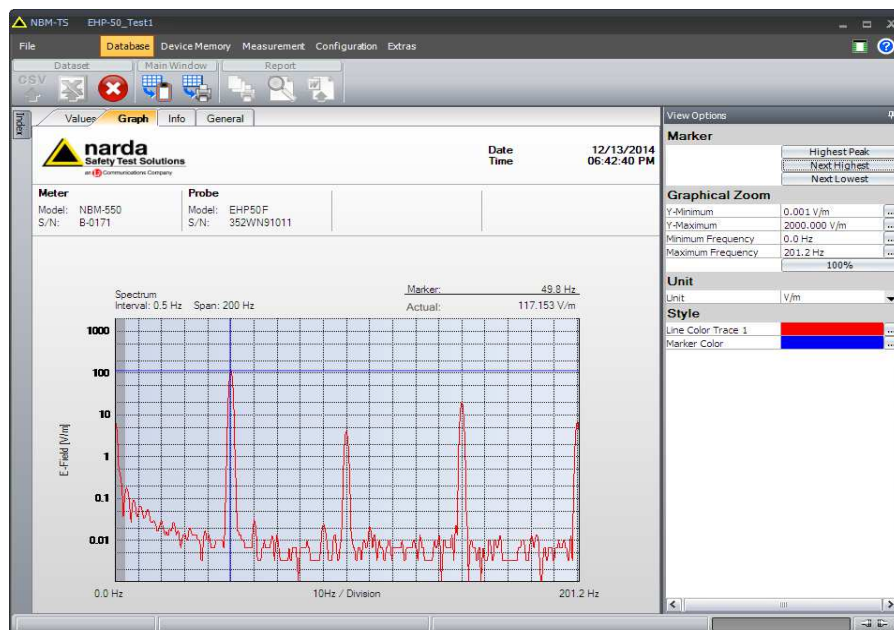 NBM-TS EHP-50_Test1
File Database Device Memory Measurement Configuration Extras
Dataset Main Window Report
CSV
Index
Values Graph Info General
narda
Safety Test Solutions
an L3 Communications Company
Date 12/13/2014
Time 06:42:40 PM
Meter Probe
Model: NBM-550 Model: EHP50F
S/N: B-0171 S/N: 352WN91011
Marker: 49.8 Hz
Spectrum
Interval: 0.5 Hz Span: 200 Hz
Actual: 117.153 V/m
1000
100
10
1
0.1
0.01
E-Field [V/m]
0.0 Hz 10Hz / Division 201.2 Hz
View Options
Marker
Highest Peak
Next Highest
Next Lowest
Graphical Zoom
Y-Minimum 0.001 V/m ...
Y-Maximum 2000.000 V/m ...
Minimum Frequency 0.0 Hz ...
Maximum Frequency 201.2 Hz ...
100%
Unit
Unit V/m
Style
Line Color Trace 1 ...
Marker Color ...